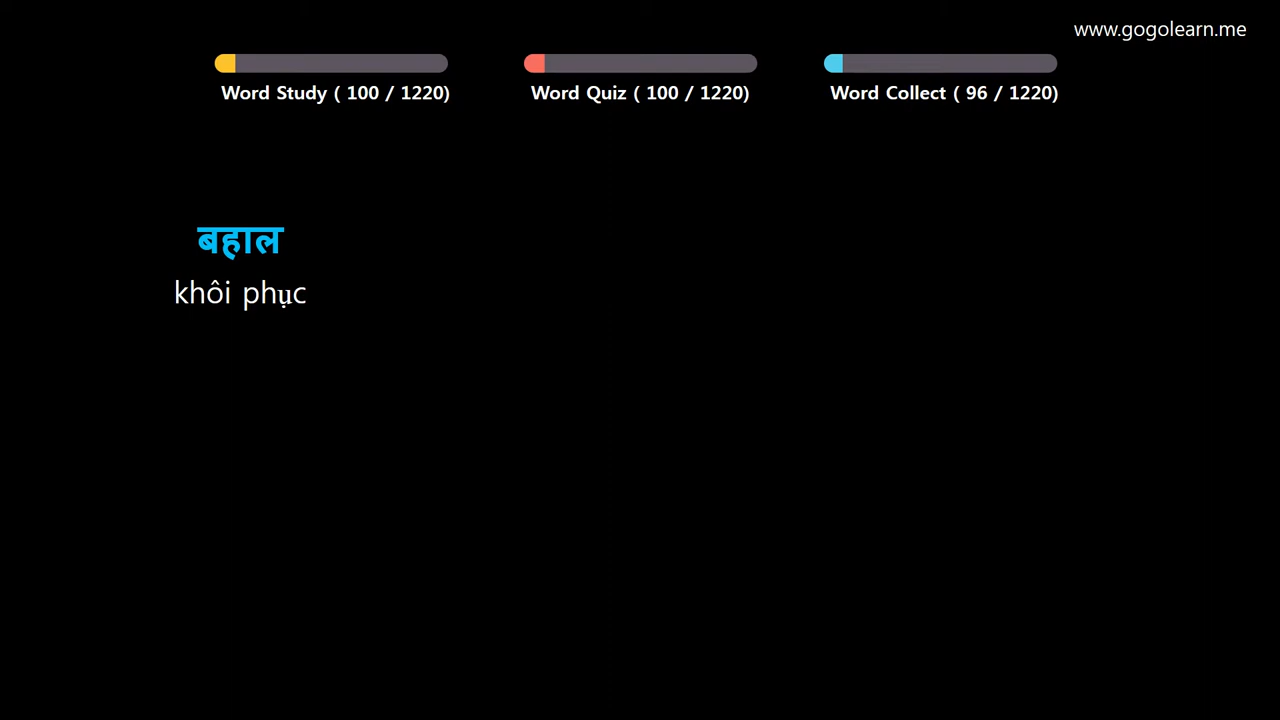 www.gogolearn.me
Word Study ( 100 / 1220)
Word Quiz ( 100 / 1220)
Word Collect ( 96 / 1220)
बहाल
khôi phục